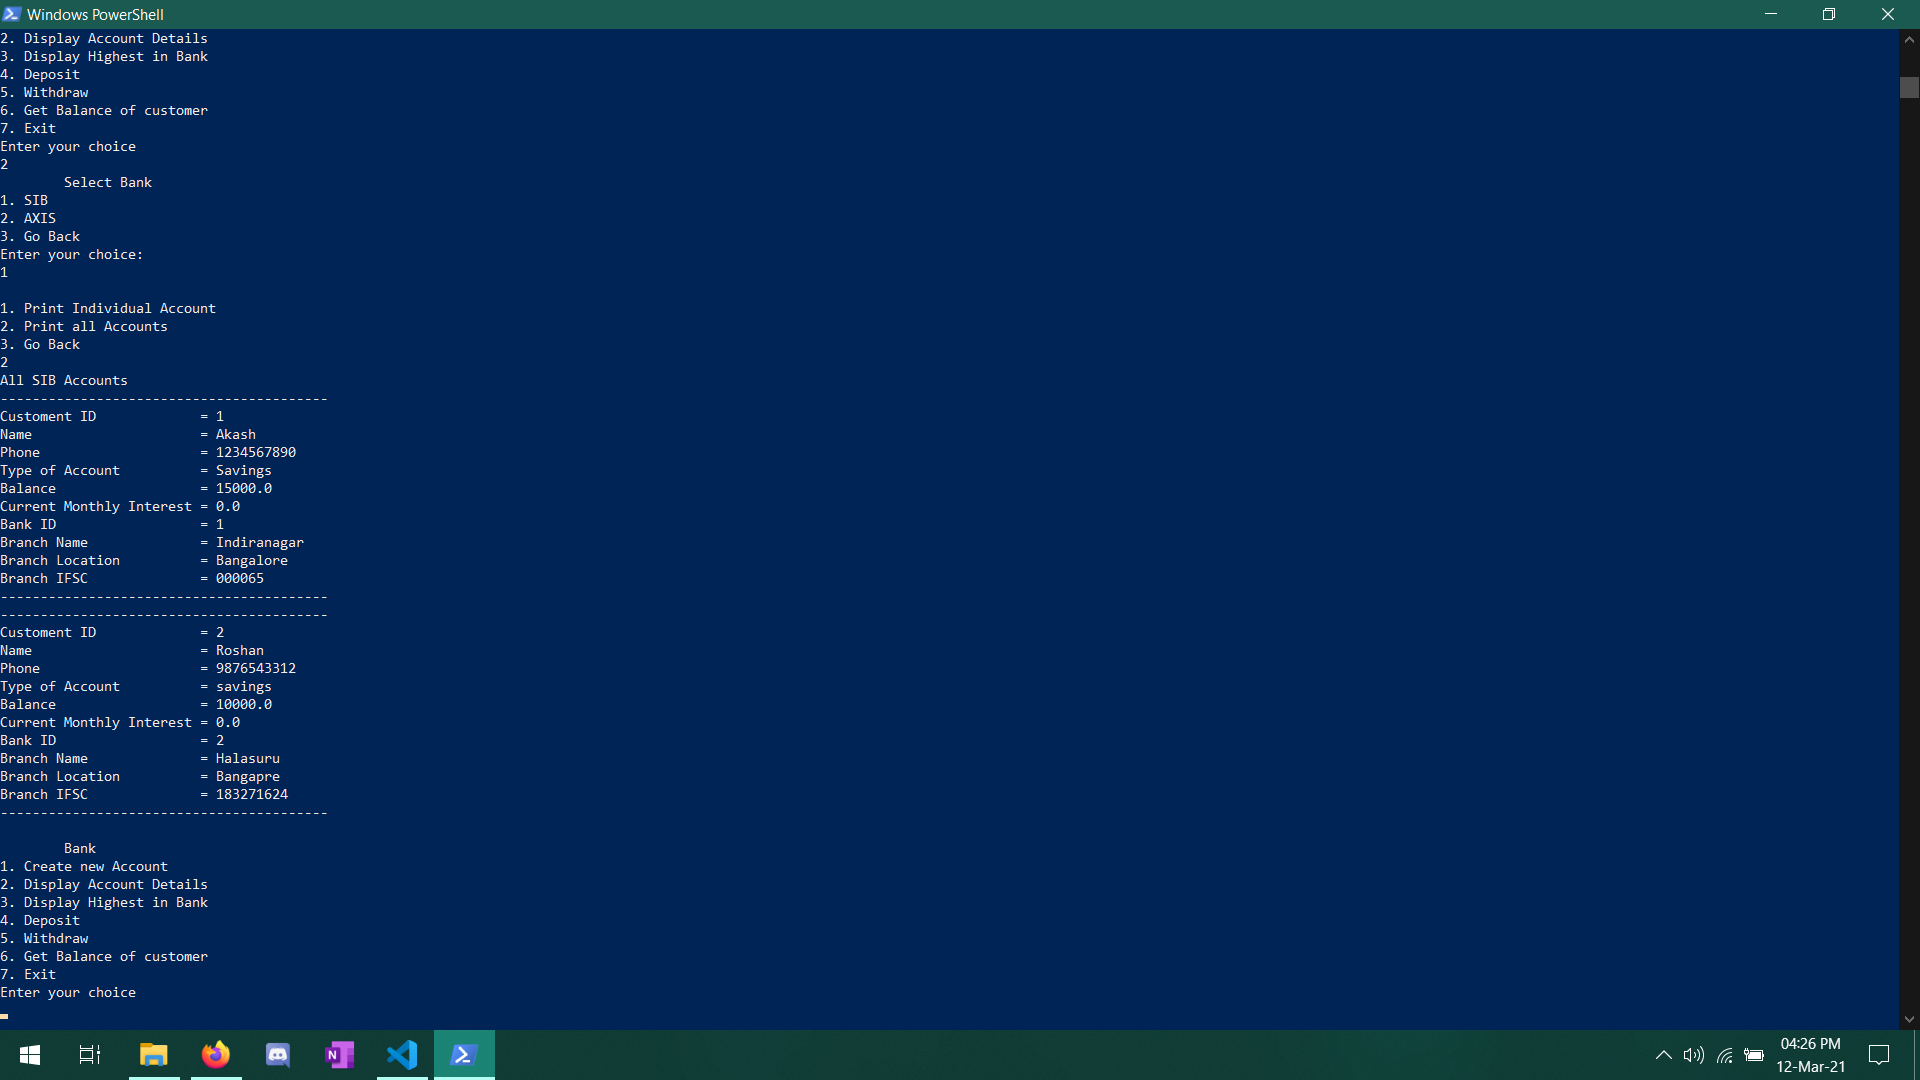 Windows PowerShell
2. Display Account Details
3. Display Highest in Bank
4. Deposit
5. Withdraw
6. Get Balance of customer
7. Exit
Enter your choice
2
Select Bank
1. SIB
2. AXIS
3. Go Back
Enter your choice:
1
1. Print Individual Account
2. Print all Accounts
3. Go Back
2
All SIB Accounts
-----------------------------------------
Customent ID             = 1
Name                     = Akash
Phone                    = 1234567890
Type of Account          = Savings
Balance                  = 15000.0
Current Monthly Interest = 0.0
Bank ID                  = 1
Branch Name              = Indiranagar
Branch Location          = Bangalore
Branch IFSC              = 000065
-----------------------------------------
-----------------------------------------
Customent ID             = 2
Name                     = Roshan
Phone                    = 9876543312
Type of Account          = savings
Balance                  = 10000.0
Current Monthly Interest = 0.0
Bank ID                  = 2
Branch Name              = Halasuru
Branch Location          = Bangapre
Branch IFSC              = 183271624
-----------------------------------------
Bank
1. Create new Account
2. Display Account Details
3. Display Highest in Bank
4. Deposit
5. Withdraw
6. Get Balance of customer
7. Exit
Enter your choice
N
04:26 PM
12-Mar-21